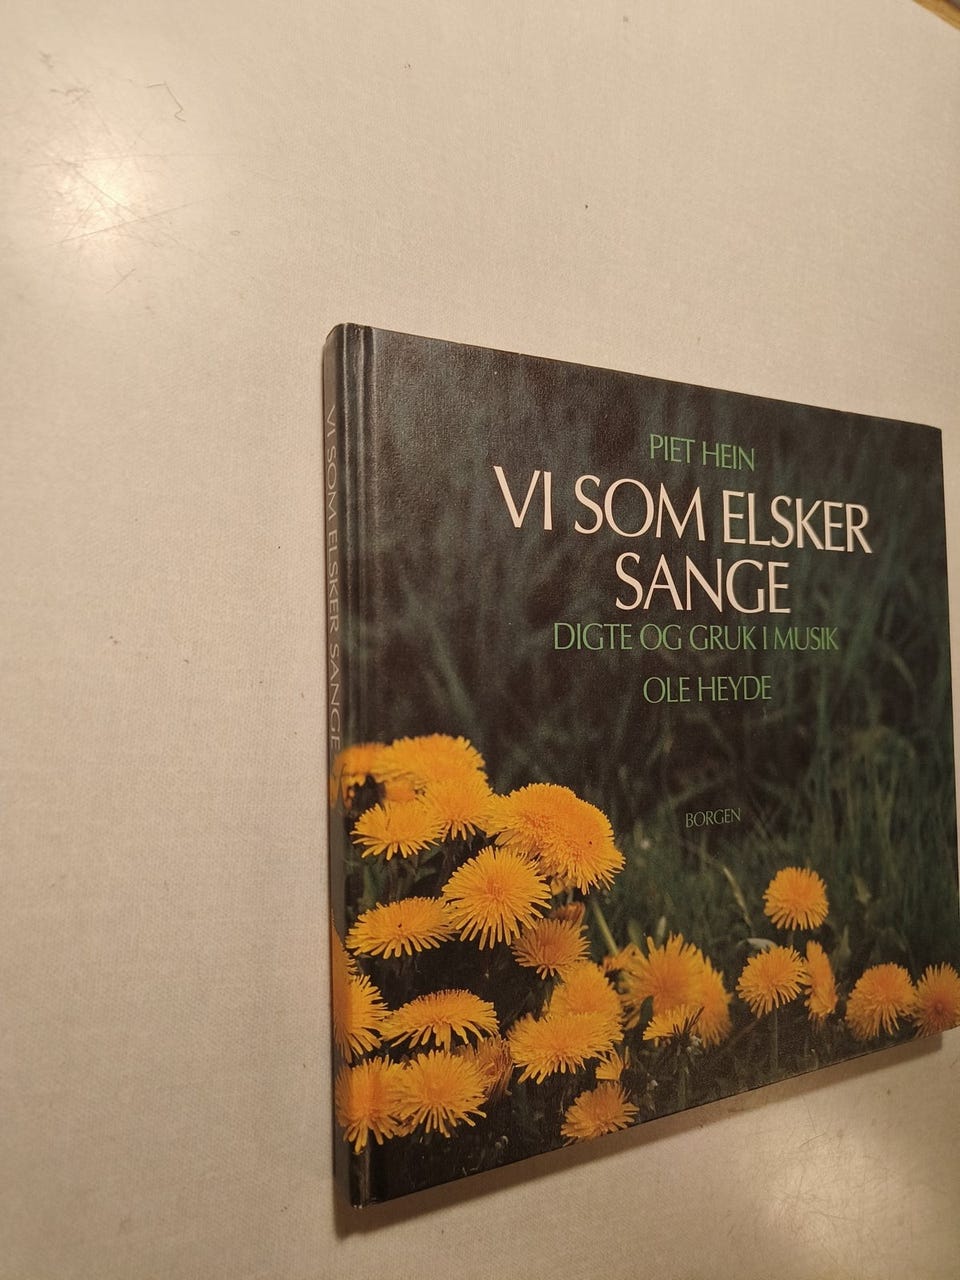 PIET HEIN
VI SOM ELSKER
SANGE
DIGTE OG GRUK I MUSIK
OLE HEYDE
BORGEN
VI SOM ELSKER SANGE